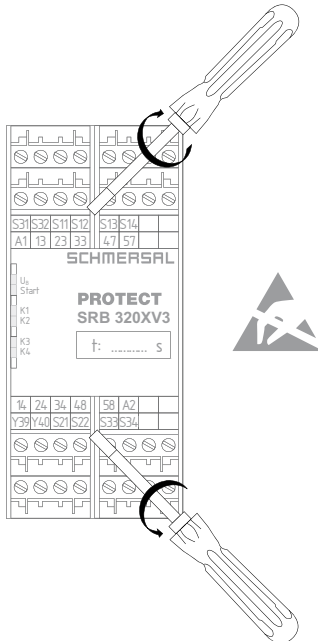 S31 S32 S11 S12 S13 S14
A1 13 23 33 47 57
SCHMERSAL
UB
Start
K1
K2
PROTECT
SRB 320XV3
K3
K4
t: ............ s
14 24 34 48 58 A2
Y39 Y40 S21 S22 S33 S34